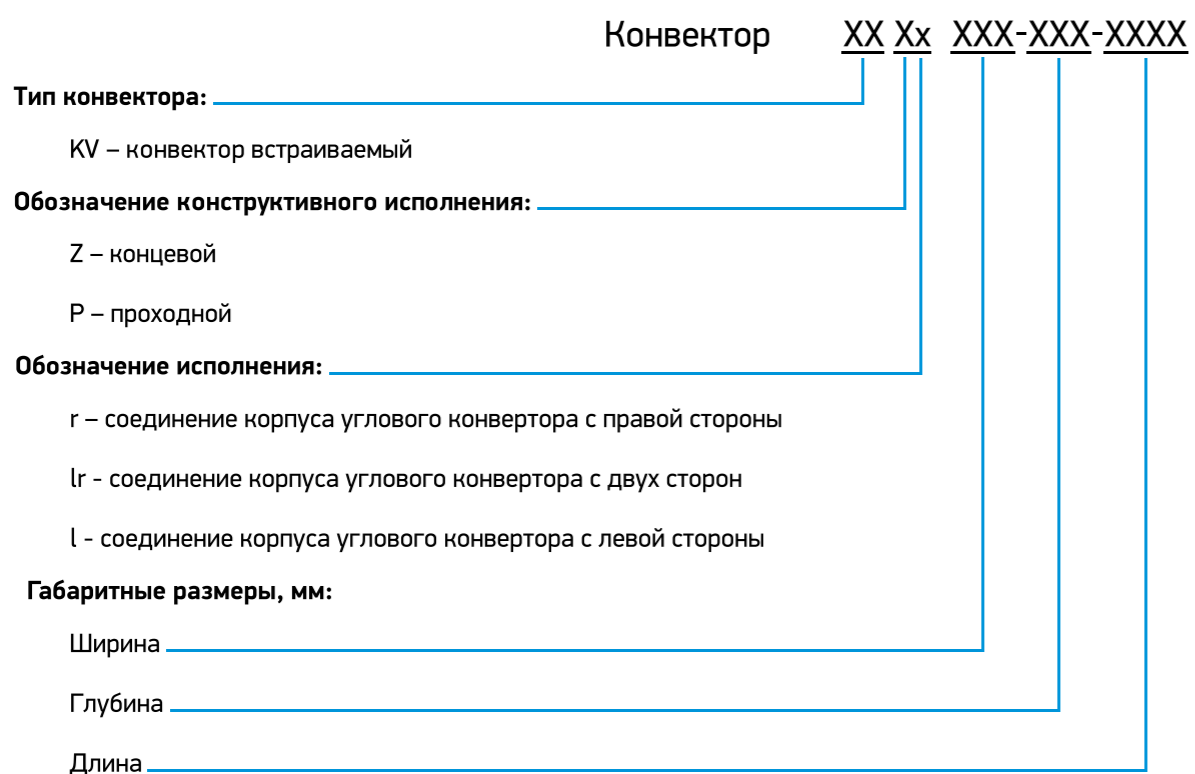 Конвектор XX Xx XXX-XXX-XXXX
Тип конвектора:
KV – конвектор встраиваемый
Обозначение конструктивного исполнения:
Z – концевой
P – проходной
Обозначение исполнения:
r – соединение корпуса углового конвертора с правой стороны
lr - соединение корпуса углового конвертора с двух сторон
l - соединение корпуса углового конвертора с левой стороны
Габаритные размеры, мм:
Ширина
Глубина
Длина